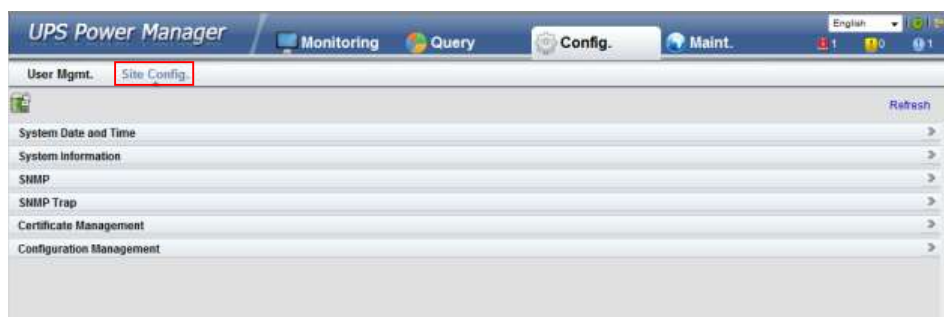 UPS Power Manager
Monitoring
Query
Config.
Maint.
English
1
0
1
User Mgmt.
Site Config.
Refresh
System Date and Time
System Information
SNMP
SNMP Trap
Certificate Management
Configuration Management